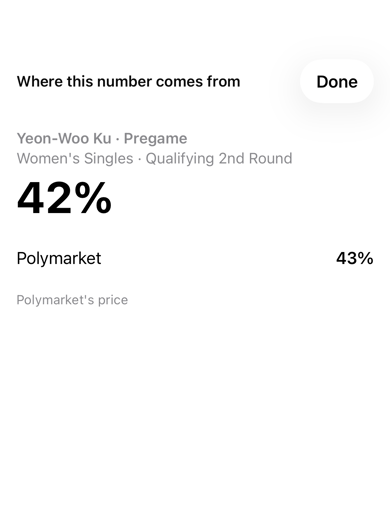 Where this number comes from
Done
Yeon-Woo Ku · Pregame
Women's Singles · Qualifying 2nd Round
42%
Polymarket 43%
Polymarket's price